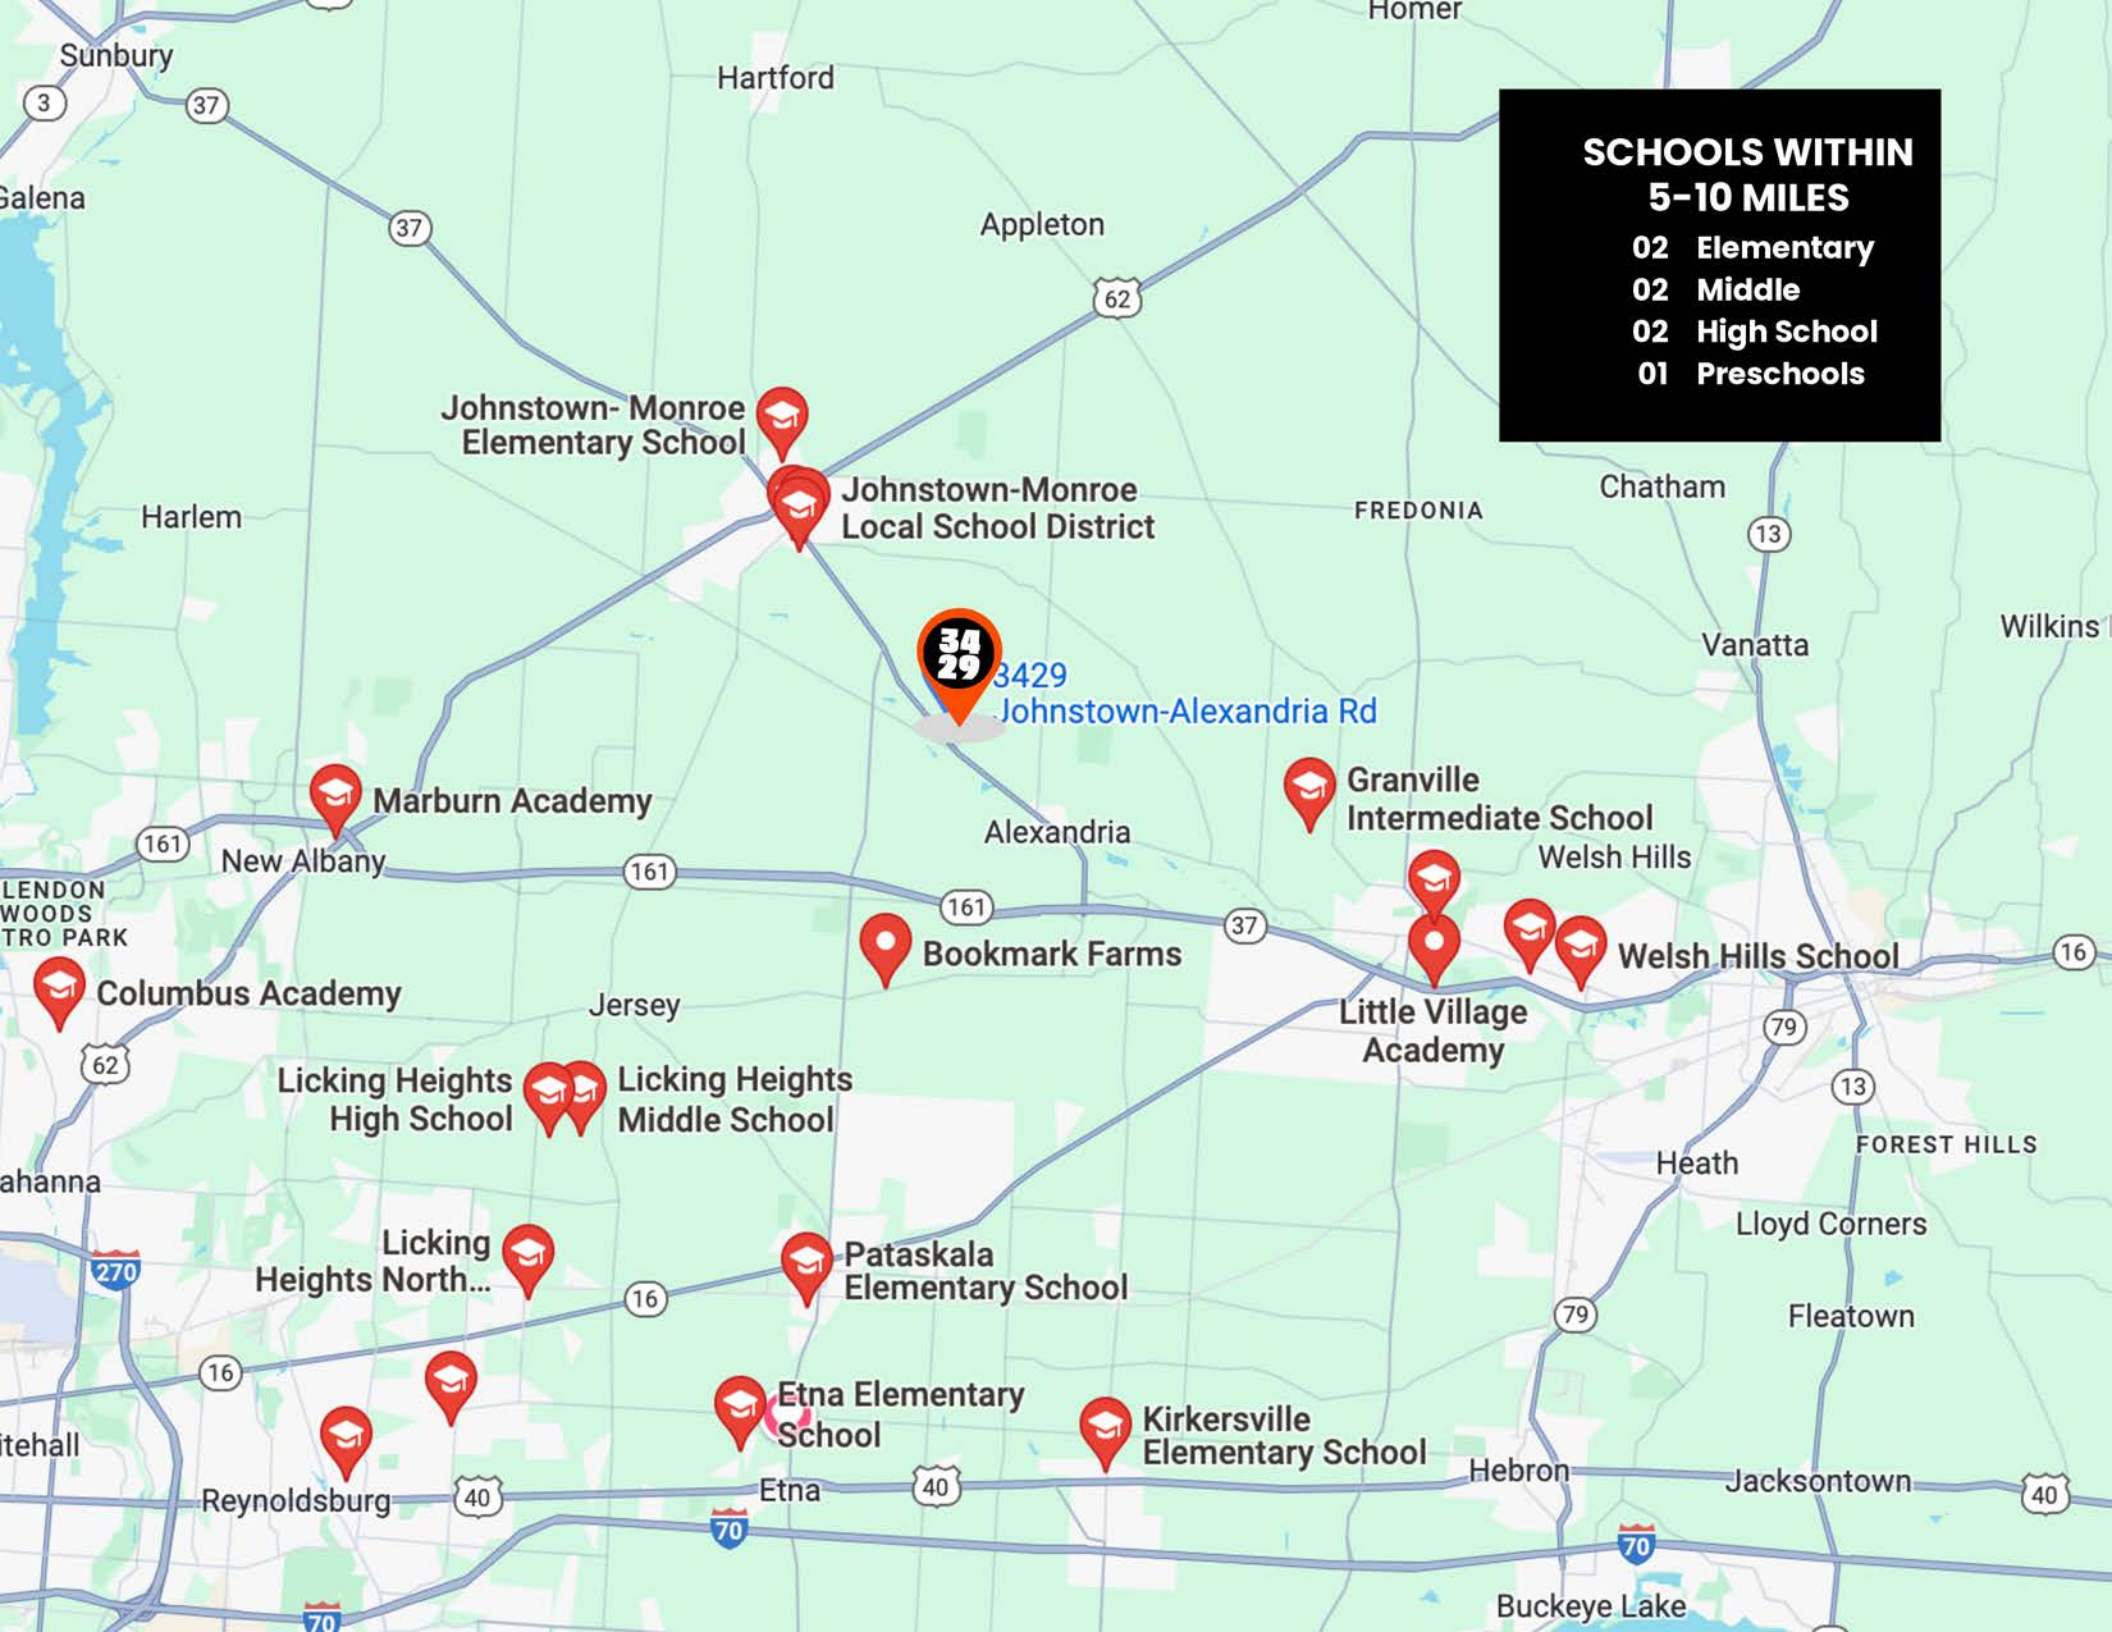 Homer
Sunbury
Hartford
3
37
SCHOOLS WITHIN
5-10 MILES
02 Elementary
02 Middle
02 High School
01 Preschools
Galena
37
Appleton
62
Johnstown- Monroe
Elementary School
Johnstown-Monroe
Local School District
Chatham
FREDONIA
Harlem
13
34
29
3429
Johnstown-Alexandria Rd
Wilkins
Vanatta
Marburn Academy
Granville
Intermediate School
161
New Albany
161
Alexandria
Welsh Hills
LENDON
WOODS
TRO PARK
161
37
Bookmark Farms
Welsh Hills School
16
Columbus Academy
Jersey
Little Village
Academy
79
62
Licking Heights
High School
Licking Heights
Middle School
13
FOREST HILLS
Heath
ahanna
Lloyd Corners
Licking
Heights North...
270
Pataskala
Elementary School
16
79
Fleatown
16
Etna Elementary
School
Kirkersville
Elementary School
itehall
Hebron
Jacksontown
Reynoldsburg
40
Etna
40
40
70
70
70
Buckeye Lake